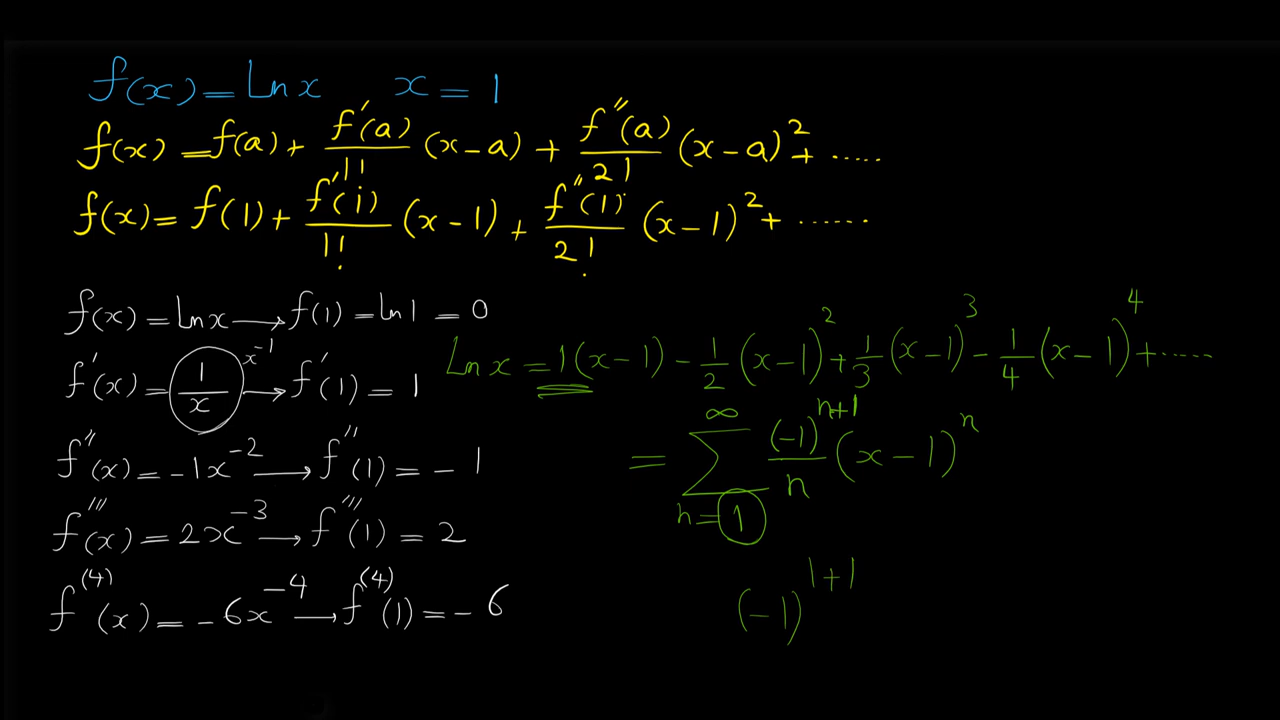 f(x) = Ln x    x = 1
f(x) = f(a) + f'(a)/1! (x-a) + f''(a)/2! (x-a)² + .....
f(x) = f(1) + f'(1)/1! (x-1) + f''(1)/2! (x-1)² + ......
f(x) = ln x → f(1) = ln 1 = 0
f'(x) = 1/x x⁻¹ → f'(1) = 1
f''(x) = -1x⁻² → f''(1) = -1
f'''(x) = 2x⁻³ → f'''(1) = 2
f⁽⁴⁾(x) = -6x⁻⁴ → f⁽⁴⁾(1) = -6
Ln x = 1(x-1) - 1/2 (x-1)² + 1/3 (x-1)³ - 1/4 (x-1)⁴ + .....
= ∑_{n=1}^{∞} (-1)^{n+1}/n (x-1)ⁿ
(-1)^{1+1}